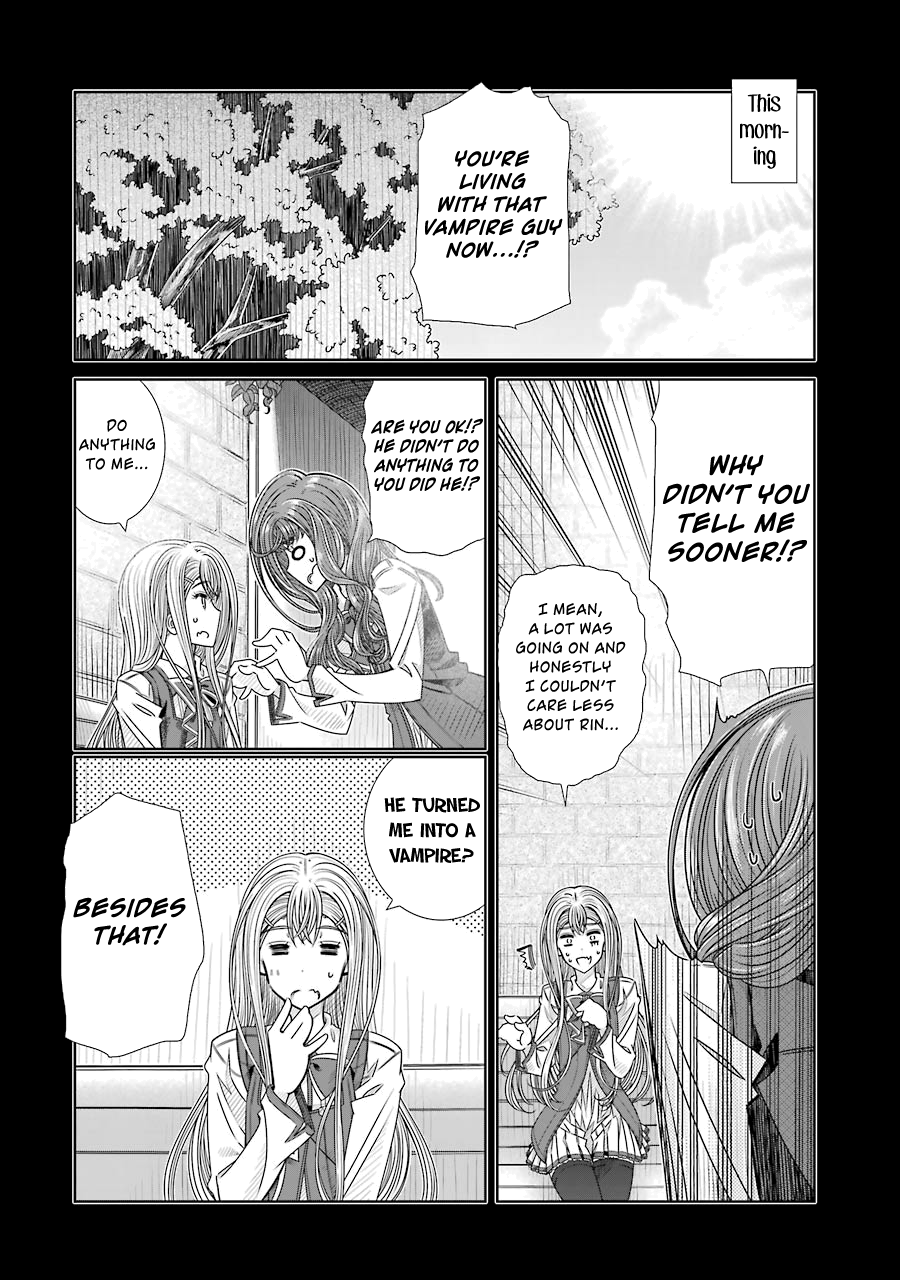 This
morn-
ing
YOU'RE
LIVING
WITH THAT
VAMPIRE GUY
NOW...!?
WHY
DIDN'T YOU
TELL ME
SOONER!?
I MEAN,
A LOT WAS
GOING ON AND
HONESTLY
I COULDN'T
CARE LESS
ABOUT RIN...
ARE YOU OK!?
HE DIDN'T DO
ANYTHING TO
YOU DID HE!?
DO
ANYTHING
TO ME...
HE TURNED
ME INTO A
VAMPIRE?
BESIDES
THAT!